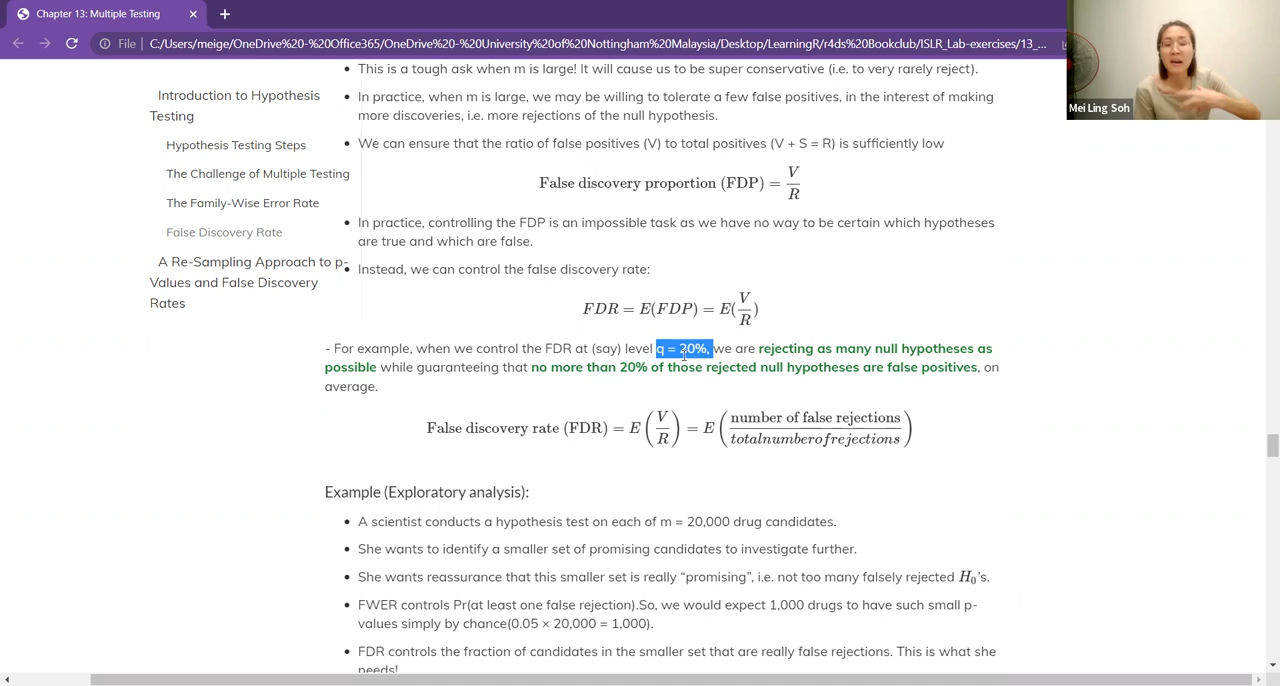 Chapter 13: Multiple Testing
File
C:/Users/meige/OneDrive%20-%20Office365/OneDrive%20-%20University%20of%20Nottingham%20Malaysia/Desktop/LearningR/r4ds%20Bookclub/ISLR_Lab-exercises/13_...
Mei Ling Soh
Introduction to Hypothesis
Testing
Hypothesis Testing Steps
The Challenge of Multiple Testing
The Family-Wise Error Rate
False Discovery Rate
A Re-Sampling Approach to p-
Values and False Discovery
Rates
• This is a tough ask when m is large! It will cause us to be super conservative (i.e. to very rarely reject).
• In practice, when m is large, we may be willing to tolerate a few false positives, in the interest of making
more discoveries, i.e. more rejections of the null hypothesis.
• We can ensure that the ratio of false positives (V) to total positives (V + S = R) is sufficiently low
False discovery proportion (FDP) = V/R
• In practice, controlling the FDP is an impossible task as we have no way to be certain which hypotheses
are true and which are false.
• Instead, we can control the false discovery rate:
FDR = E(FDP) = E(V/R)
- For example, when we control the FDR at (say) level q = 20%, we are rejecting as many null hypotheses as
possible while guaranteeing that no more than 20% of those rejected null hypotheses are false positives, on
average.
False discovery rate (FDR) = E(V/R) = E(number of false rejections/totalnumberofrejections)
Example (Exploratory analysis):
• A scientist conducts a hypothesis test on each of m = 20,000 drug candidates.
• She wants to identify a smaller set of promising candidates to investigate further.
• She wants reassurance that this smaller set is really “promising”, i.e. not too many falsely rejected H₀'s.
• FWER controls Pr(at least one false rejection).So, we would expect 1,000 drugs to have such small p-
values simply by chance(0.05 × 20,000 = 1,000).
• FDR controls the fraction of candidates in the smaller set that are really false rejections. This is what she
needs!